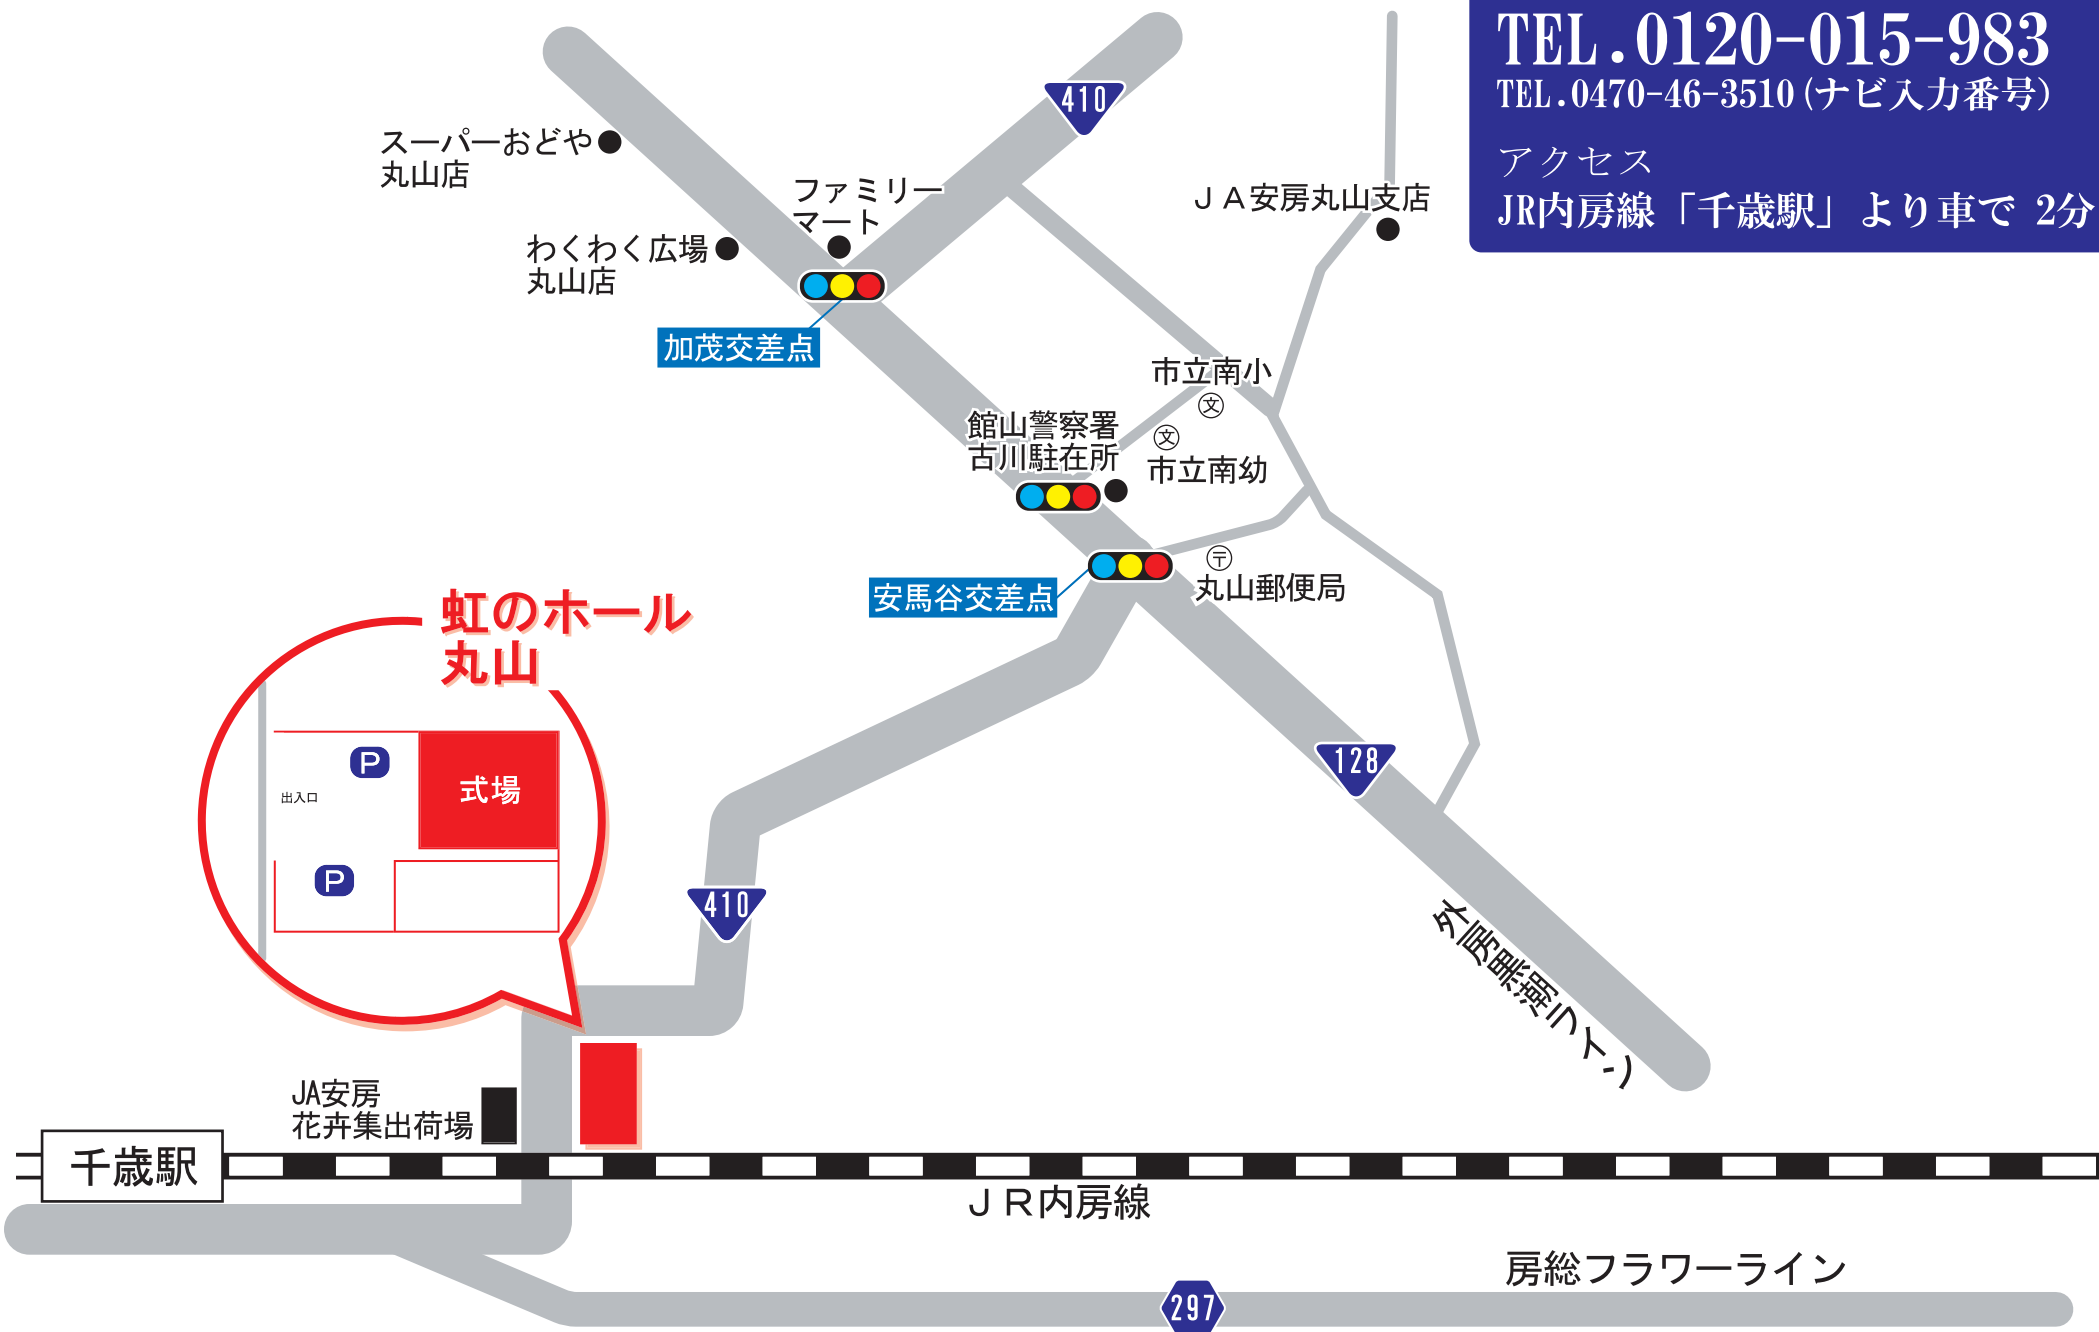 TEL.0120-015-983
TEL.0470-46-3510(ナビ入力番号)
アクセス
JR内房線「千歳駅」より車で 2分
410
スーパーおどや
丸山店
ファミリー
マート
JA安房丸山支店
わくわく広場
丸山店
加茂交差点
市立南小
文
館山警察署
古川駐在所
文
市立南幼
〒
丸山郵便局
安馬谷交差点
虹のホール
丸山
P
式場
出入口
P
128
410
外房黒潮ライン
JA安房
花卉集出荷場
千歳駅
JR内房線
房総フラワーライン
297